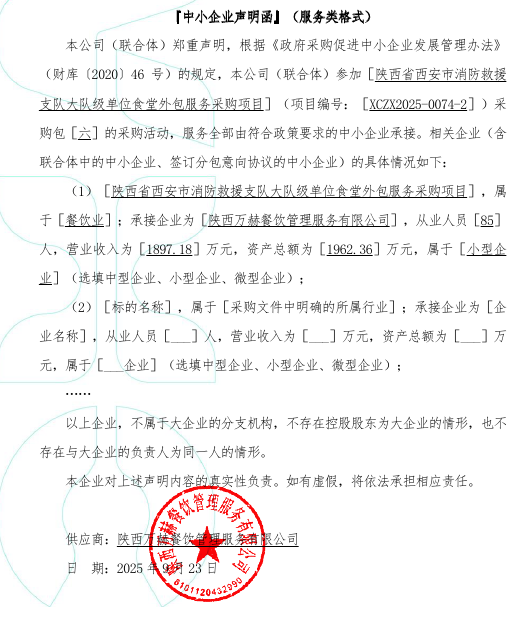 『中小企业声明函』（服务类格式）
本公司（联合体）郑重声明，根据《政府采购促进中小企业发展管理办法》
（财库〔2020〕46 号）的规定，本公司（联合体）参加［陕西省西安市消防救援
支队大队级单位食堂外包服务采购项目］（项目编号：［XCZX2025-0074-2］）采
购包［六］的采购活动，服务全部由符合政策要求的中小企业承接。相关企业（含
联合体中的中小企业、签订分包意向协议的中小企业）的具体情况如下：
（1）［陕西省西安市消防救援支队大队级单位食堂外包服务采购项目］，属
于［餐饮业］；承接企业为［陕西万赫餐饮管理服务有限公司］，从业人员［85］
人，营业收入为［1897.18］万元，资产总额为［1962.36］万元，属于［小型企
业］（选填中型企业、小型企业、微型企业）；
（2）［标的名称］，属于［采购文件中明确的所属行业］；承接企业为［企
业名称］，从业人员［___］人，营业收入为［___］万元，资产总额为［___］万
元，属于［___企业］（选填中型企业、小型企业、微型企业）；
……
以上企业，不属于大企业的分支机构，不存在控股股东为大企业的情形，也不
存在与大企业的负责人为同一人的情形。
本企业对上述声明内容的真实性负责。如有虚假，将依法承担相应责任。
供应商：陕西万赫餐饮管理服务有限公司
日　期：2025年9月23日
陕西万赫餐饮管理服务有限公司
6101120432990